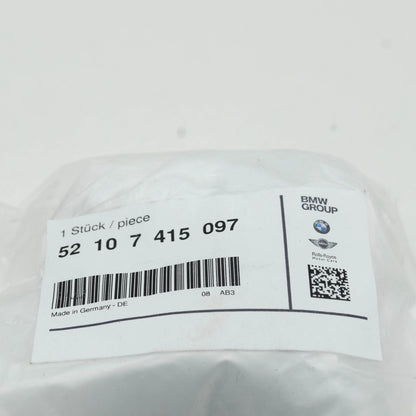 1 Stück / piece
52 10 7 415 097
Made in Germany - DE
08 AB3
BMW
GROUP
Rolls-Royce
Motor Cars